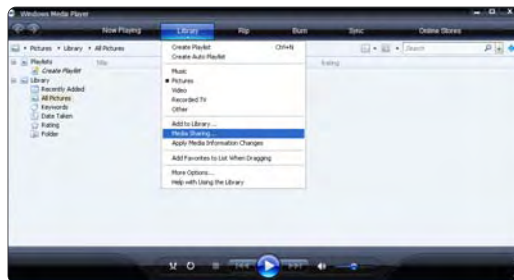 Windows Media Player
Now Playing Library Rip Burn Sync Online Stores
Pictures Library All Pictures
Search
Playlists
Create Playlist
Library
Recently Added
All Pictures
Keywords
Date Taken
Rating
Folder
Title
Rating
Create Playlist Ctrl+N
Create Auto Playlist
Music
Pictures
Video
Recorded TV
Other
Add to Library...
Media Sharing...
Apply Media Information Changes
Add Favorites to List When Dragging
More Options...
Help with Using the Library